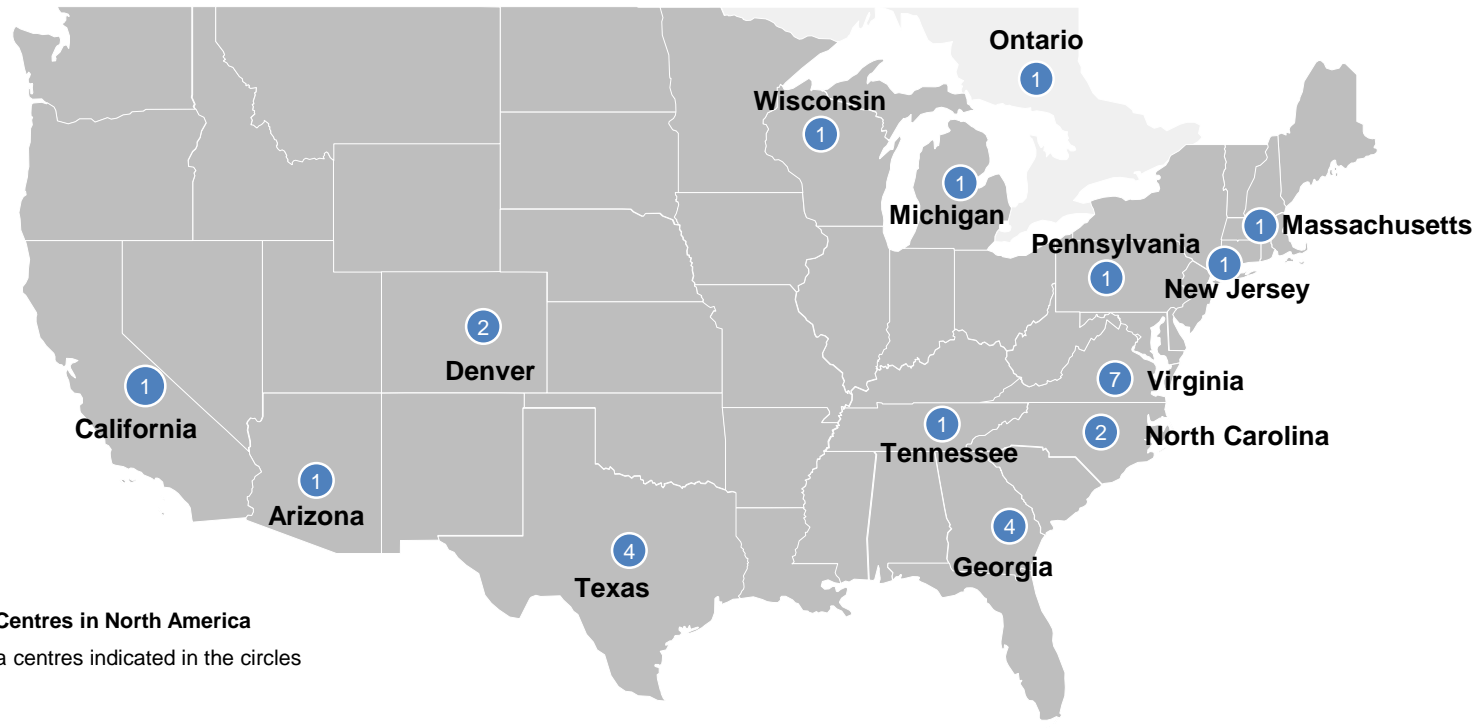 Ontario
1
Wisconsin
1
1
Michigan
1 Massachusetts
Pennsylvania
1
1
New Jersey
2
Denver
7 Virginia
1
California
1
Tennessee
2 North Carolina
1
Arizona
4
Georgia
4
Texas
Centres in North America
centres indicated in the circles